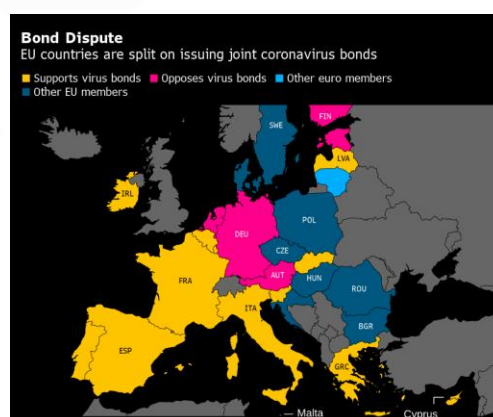 Bond Dispute
EU countries are split on issuing joint coronavirus bonds
Supports virus bonds Opposes virus bonds Other euro members
Other EU members
FIN
SWE
LVA
IRL
DEU
POL
CZE
FRA
AUT
HUN
ROU
ITA
BGR
ESP
GRC
Malta
Cyprus